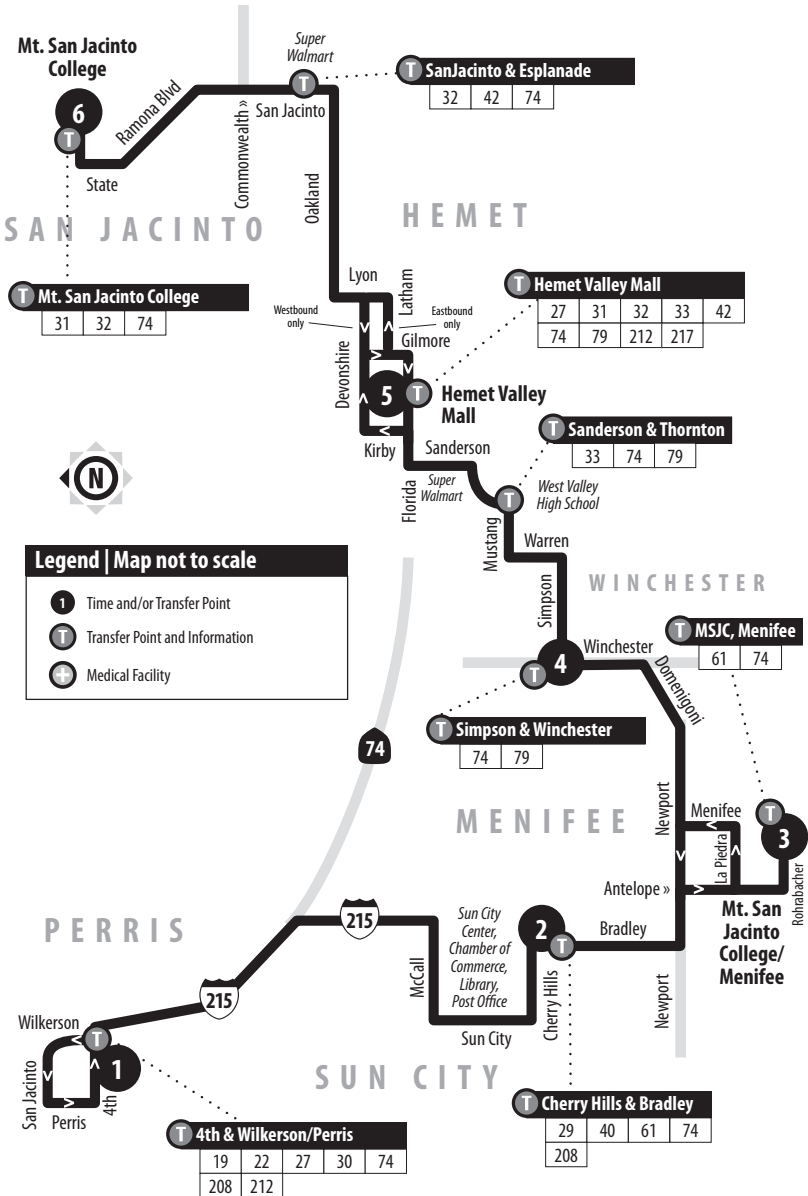 Mt. San Jacinto
College
6
T
Ramona Blvd
State
Commonwealth »
Super
Walmart
T
San Jacinto
T SanJacinto & Esplanade
32 42 74
Oakland
SAN JACINTO
HEMET
T Mt. San Jacinto College
31 32 74
Lyon
Latham
Westbound
only
Eastbound
only
Gilmore
Devonshire
5
T
Hemet Valley
Mall
T Hemet Valley Mall
27 31 32 33 42
74 79 212 217
Kirby
Sanderson
Florida
Super
Walmart
T Sanderson & Thornton
33 74 79
T
West Valley
High School
Mustang
Warren
Simpson
N
Legend | Map not to scale
1 Time and/or Transfer Point
T Transfer Point and Information
Medical Facility
WINCHESTER
4
T
Winchester
Domenigoni
T MSJC, Menifee
61 74
T Simpson & Winchester
74 79
74
MENIFEE
Newport
Menifee
La Piedra
T
3
Rohrabacher
Antelope »
Mt. San
Jacinto
College/
Menifee
PERRIS
215
215
McCall
Sun City
Center,
Chamber of
Commerce,
Library,
Post Office
2
T
Cherry Hills
Bradley
Newport
Sun City
SUN CITY
Wilkerson
T
1
San Jacinto
Perris
4th
T 4th & Wilkerson/Perris
19 22 27 30 74
208 212
T Cherry Hills & Bradley
29 40 61 74
208